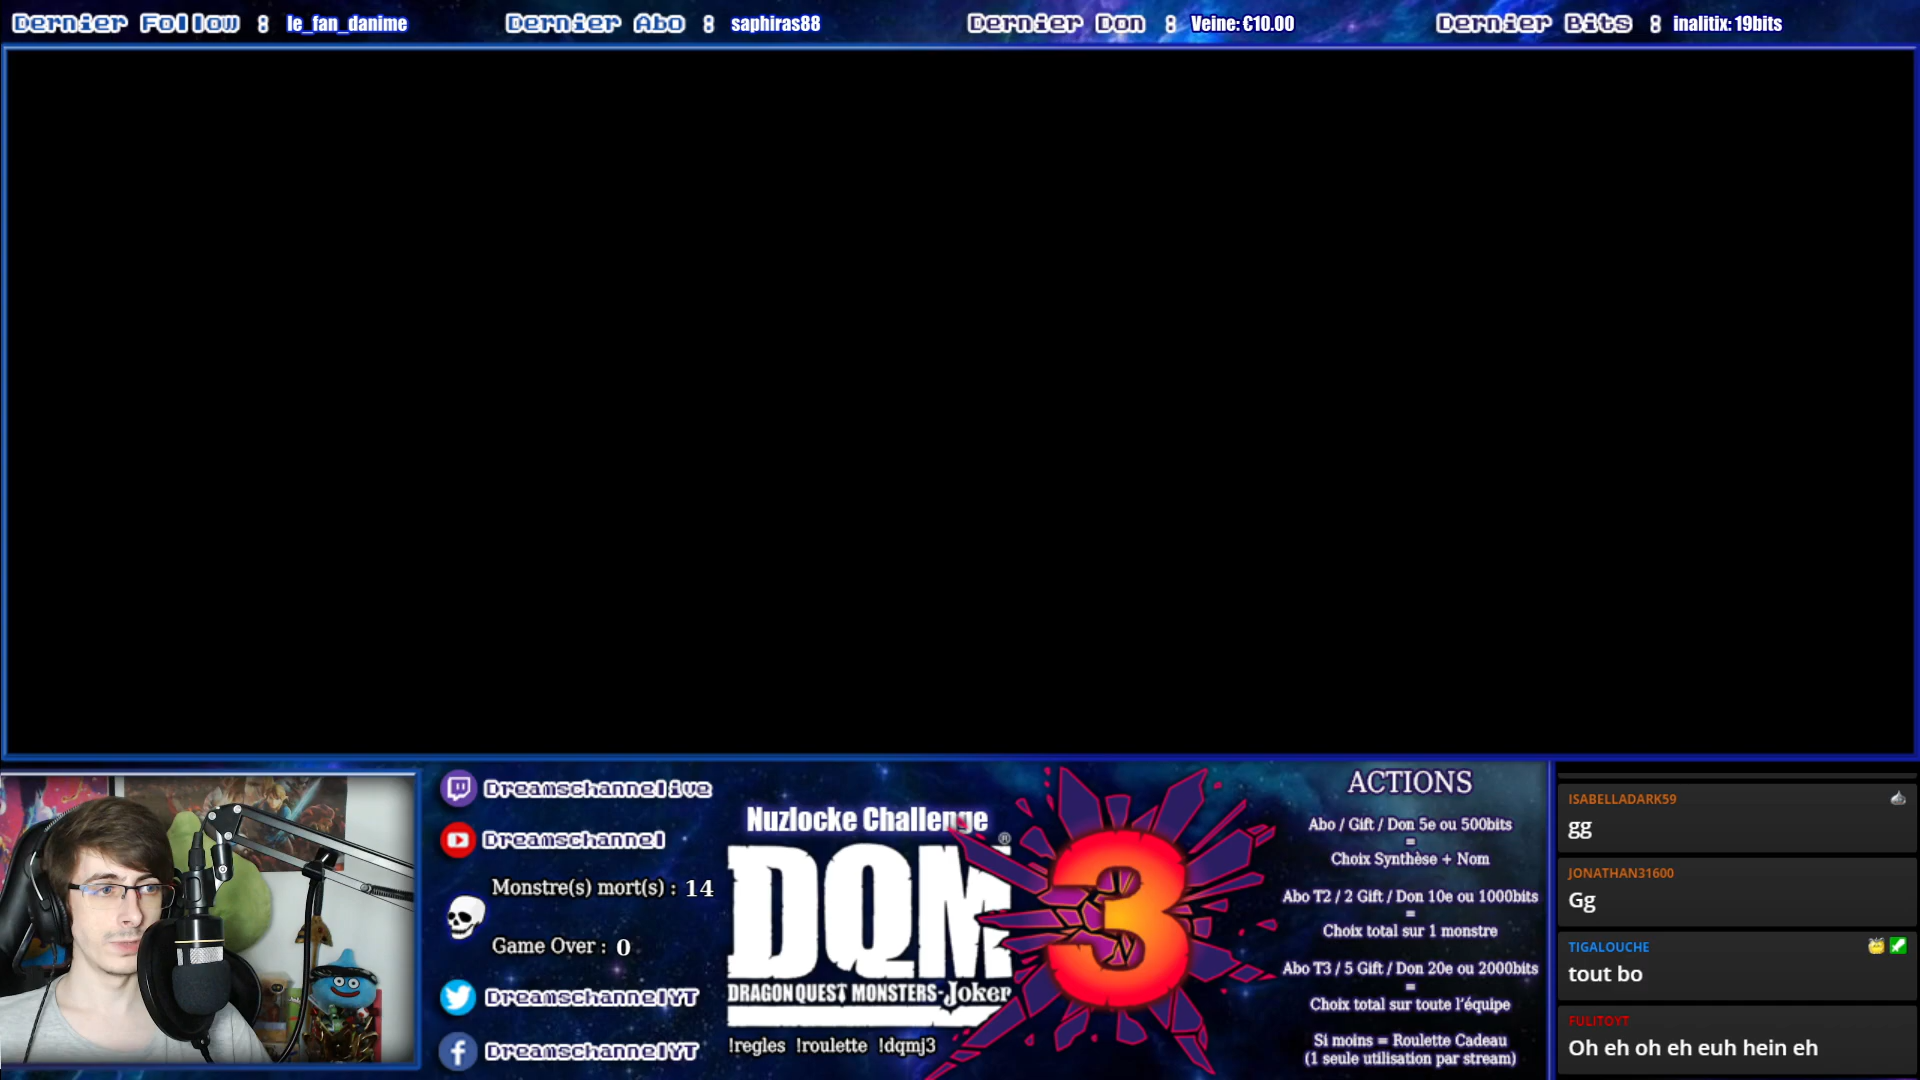 Dernier Follow : le_fan_danime
Dernier Abo : saphiras88
Dernier Don : Veine: €10.00
Dernier Bits : inalitix: 19bits
Dreamschannelive
Dreamschannel
Monstre(s) mort(s) : 14
Game Over : 0
DreamschannelYT
DreamschannelYT
Nuzlocke Challenge
DQM®
3
DRAGON QUEST MONSTERS-Joker
!regles !roulette !dqmj3
ACTIONS
Abo / Gift / Don 5e ou 500bits
=
Choix Synthèse + Nom
Abo T2 / 2 Gift / Don 10e ou 1000bits
=
Choix total sur 1 monstre
Abo T3 / 5 Gift / Don 20e ou 2000bits
=
Choix total sur toute l'équipe
Si moins = Roulette Cadeau
(1 seule utilisation par stream)
ISABELLADARK59
gg
JONATHAN31600
Gg
TIGALOUCHE
tout bo
FULITOYT
Oh eh oh eh euh hein eh